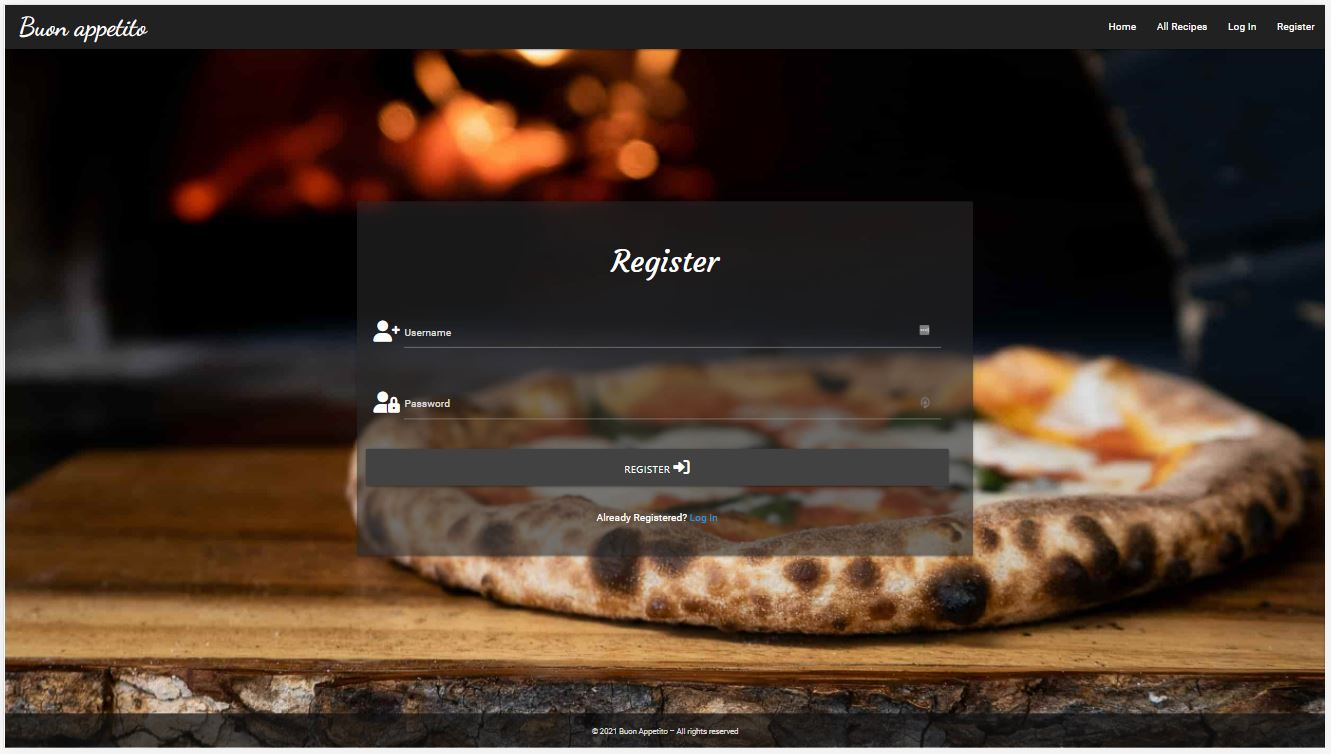 Buon appetito
Home All Recipes Log In Register
Register
Username
Password
REGISTER
Already Registered? Log In
© 2021 Buon Appetito – All rights reserved